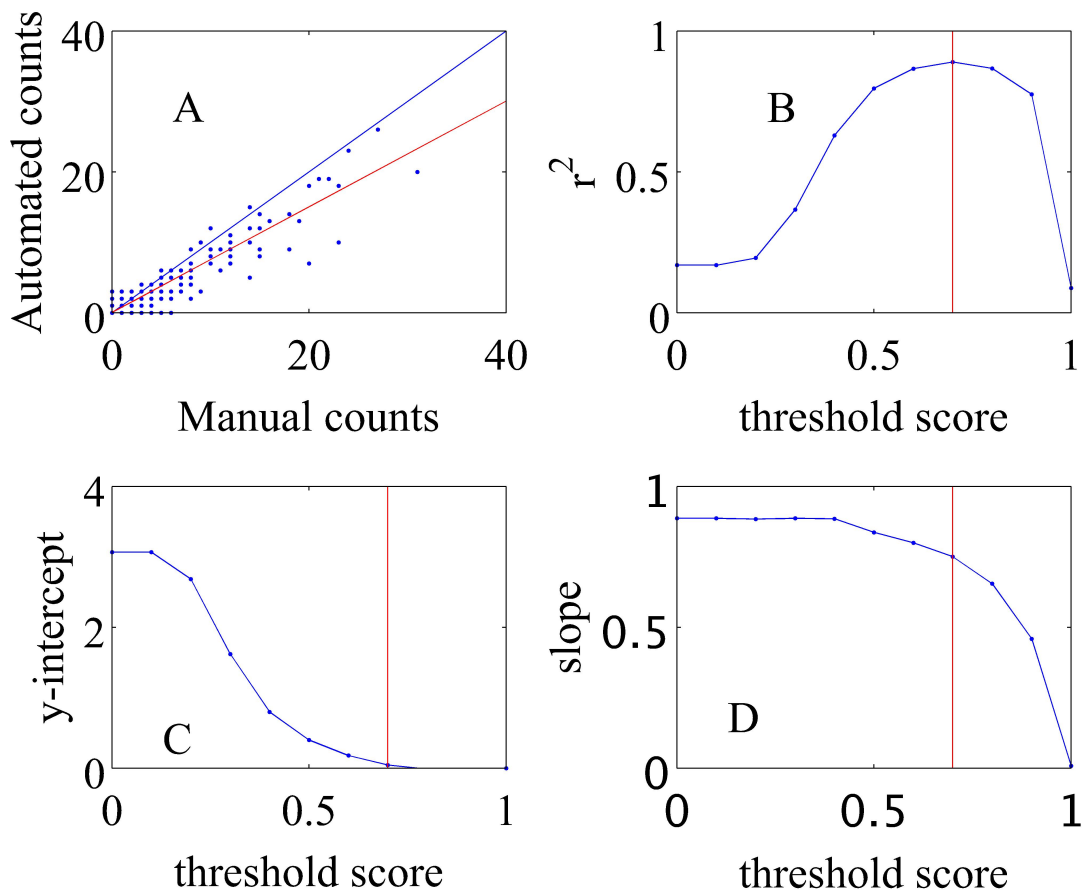 Automated counts
40
20
0
A
0 20 40
Manual counts
r²
1
0.5
0
B
0 0.5 1
threshold score
y-intercept
4
2
0
C
0 0.5 1
threshold score
slope
1
0.5
0
D
0 0.5 1
threshold score